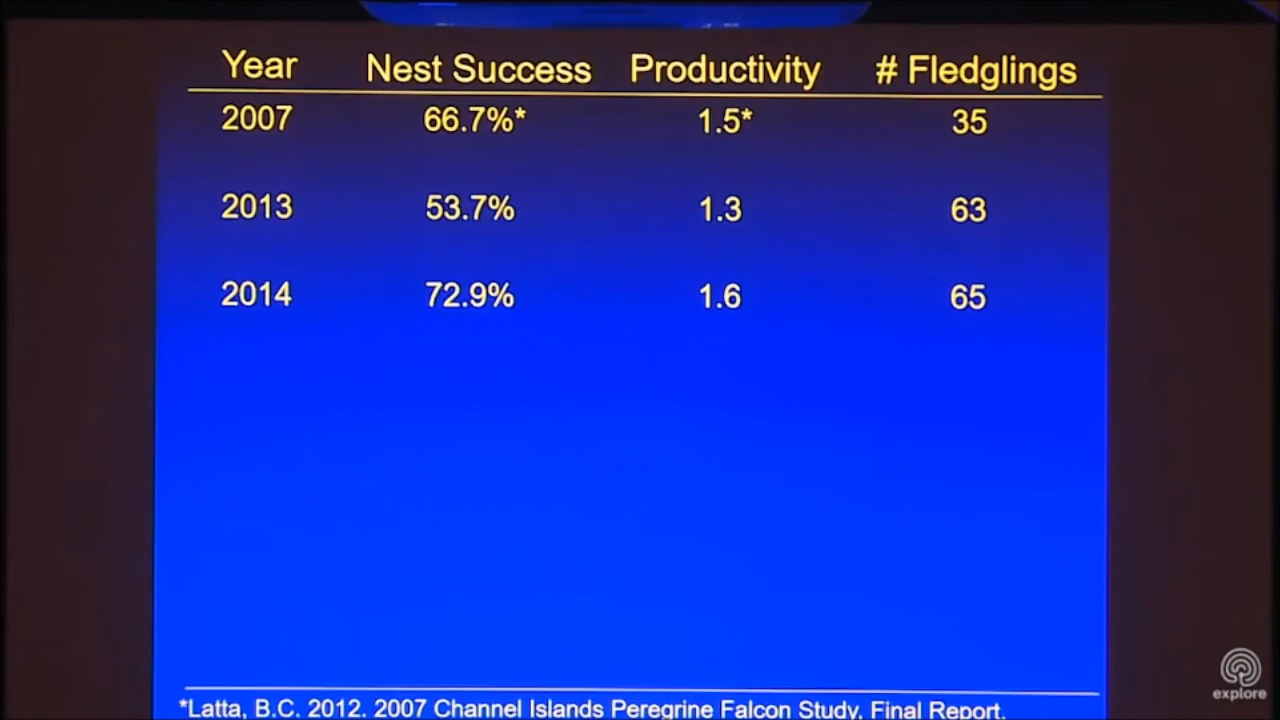 Year Nest Success Productivity # Fledglings
2007 66.7%* 1.5* 35
2013 53.7% 1.3 63
2014 72.9% 1.6 65
*Latta, B.C. 2012. 2007 Channel Islands Peregrine Falcon Study, Final Report.
explore